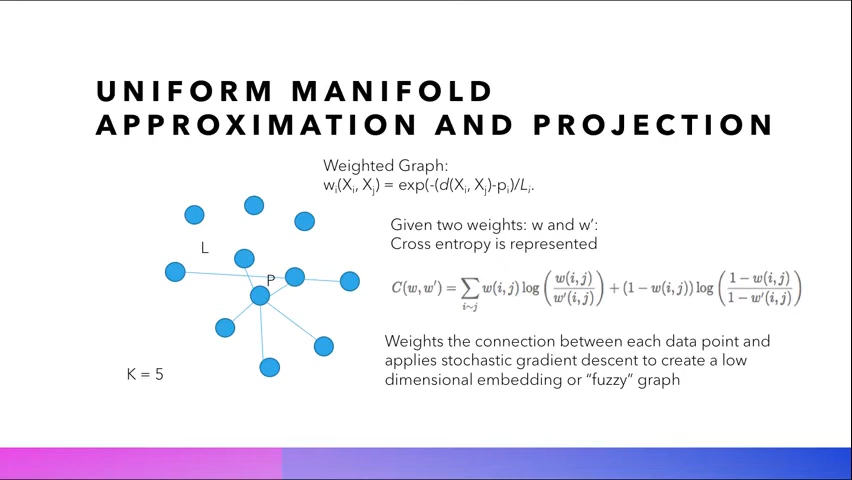 UNIFORM MANIFOLD
APPROXIMATION AND PROJECTION
Weighted Graph:
wi(Xi, Xj) = exp(-(d(Xi, Xj)-pi)/Li.
Given two weights: w and w’:
Cross entropy is represented
L
P
C(w, w′) = ∑i∼j w(i, j) log (w(i,j)/w′(i,j)) + (1 − w(i, j)) log (1 − w(i,j)/1 − w′(i,j))
Weights the connection between each data point and
applies stochastic gradient descent to create a low
dimensional embedding or “fuzzy” graph
K = 5